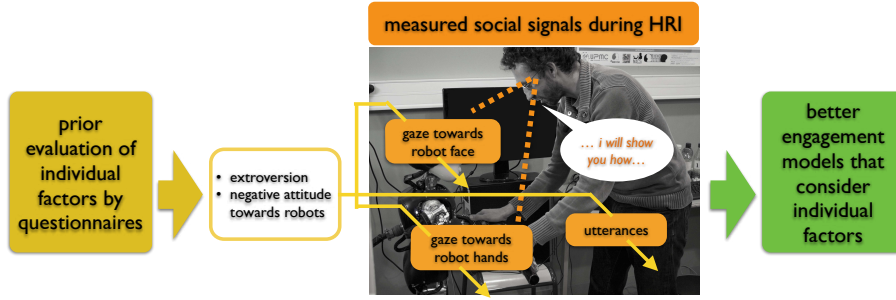 measured social signals during HRI
prior
evaluation of
individual
factors by
questionnaires
• extroversion
• negative attitude
towards robots
gaze towards
robot face
... i will show
you how...
gaze towards
robot hands
utterances
better
engagement
models that
consider
individual
factors